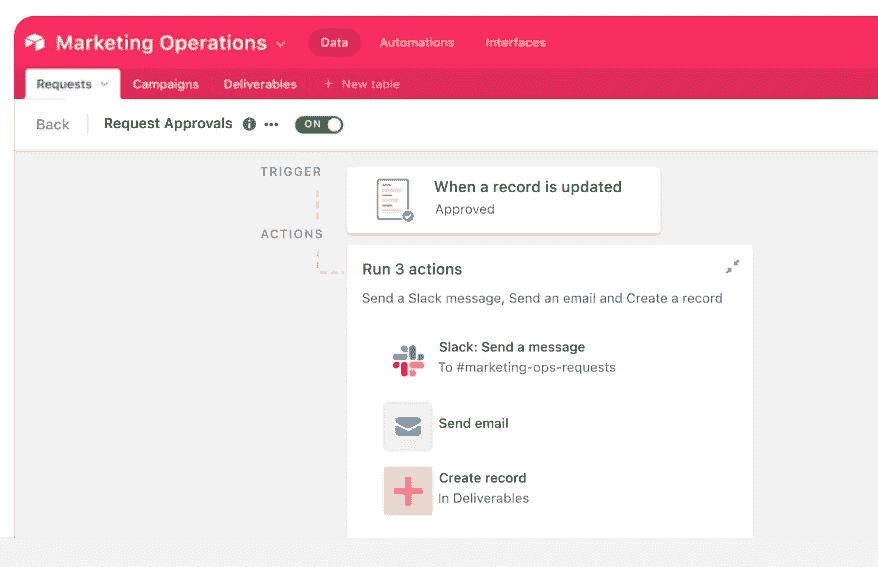 Marketing Operations Data Automations Interfaces
Requests Campaigns Deliverables + New table
Back Request Approvals ON
TRIGGER
When a record is updated
Approved
ACTIONS
Run 3 actions
Send a Slack message, Send an email and Create a record
Slack: Send a message
To #marketing-ops-requests
Send email
Create record
In Deliverables